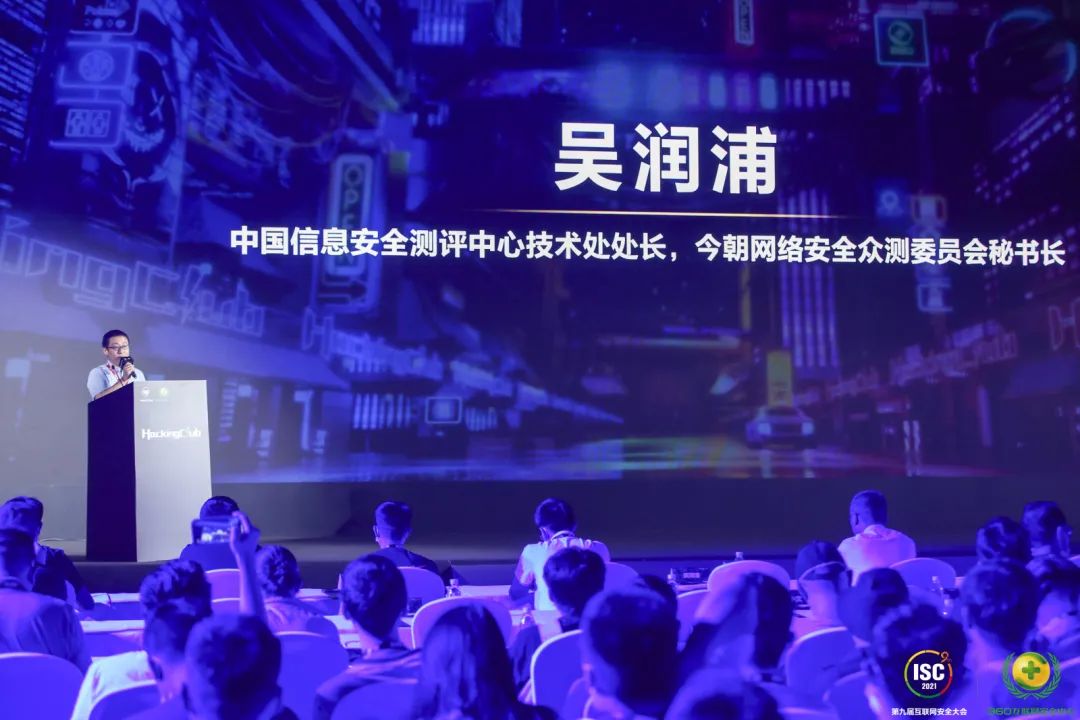 吴润浦
中国信息安全测评中心技术处处长，今朝网络安全众测委员会秘书长
OPE
HackingClub
ISC
2021
第九届互联网安全大会
360互联网安全中心